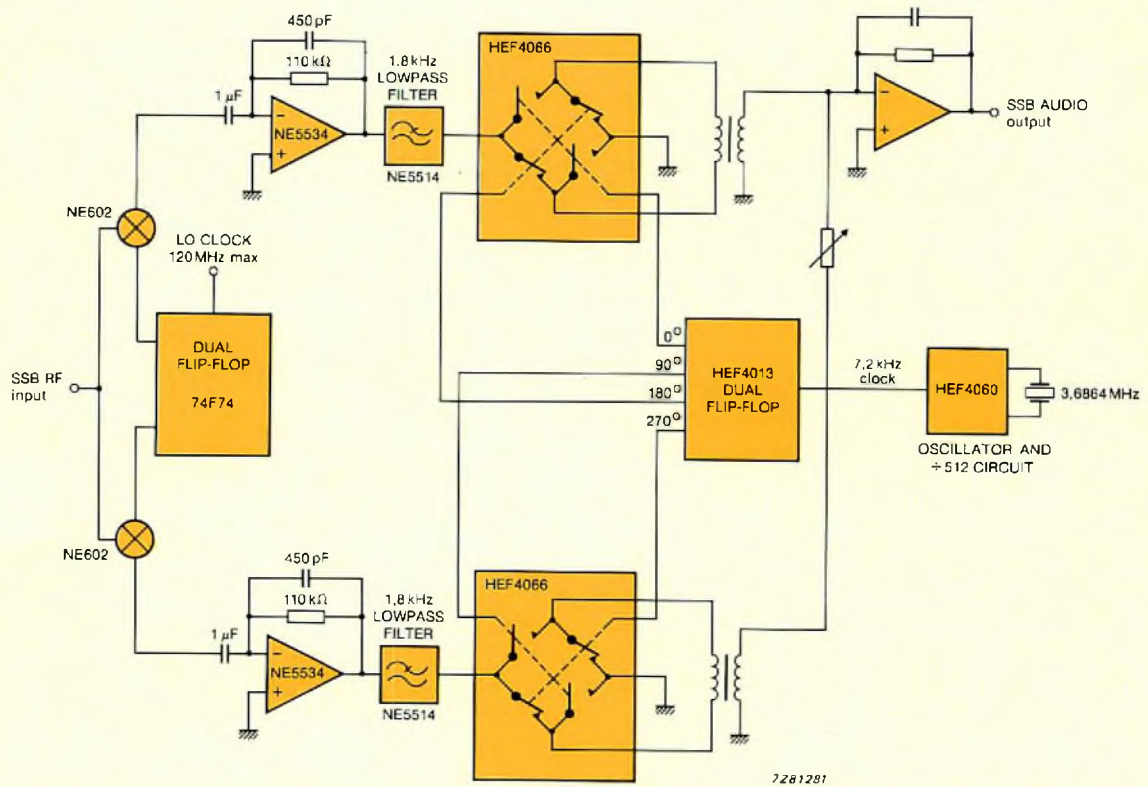 450 pF
110 kΩ
1 µF
NE5534
1.8 kHz
LOWPASS
FILTER
NE5514
HEF4066
SSB AUDIO
output
NE602
LO CLOCK
120 MHz max
DUAL
FLIP-FLOP
74F74
SSB RF
input
NE602
0°
90°
180°
270°
HEF4013
DUAL
FLIP-FLOP
7,2 kHz
clock
HEF4060
3,6864 MHz
OSCILLATOR AND
÷ 512 CIRCUIT
450 pF
110 kΩ
1 µF
NE5534
1,8 kHz
LOWPASS
FILTER
NE5514
HEF4066
7Z81281